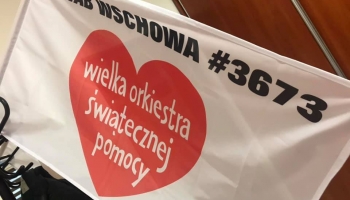 WSCHOWA #3673
wielka orkiestra
świątecznej
pomocy